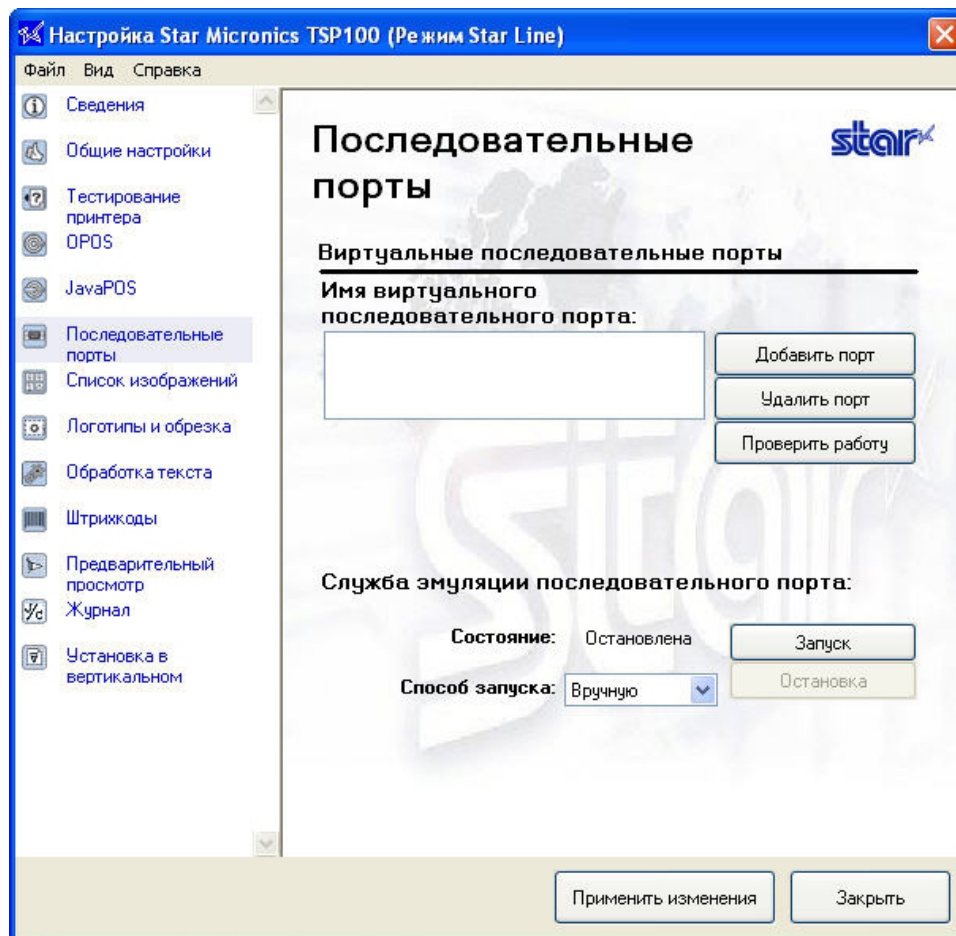 Настройка Star Micronics TSP100 (Режим Star Line)
Файл Вид Справка
Сведения
Общие настройки
Тестирование
принтера
OPOS
JavaPOS
Последовательные
порты
Список изображений
Логотипы и обрезка
Обработка текста
Штрихкоды
Предварительный
просмотр
Журнал
Установка в
вертикальном
Последовательные
порты
star
Виртуальные последовательные порты
Имя виртуального
последовательного порта:
Добавить порт
Удалить порт
Проверить работу
Служба эмуляции последовательного порта:
Состояние: Остановлена
Запуск
Способ запуска: Вручную
Остановка
Применить изменения
Закрыть